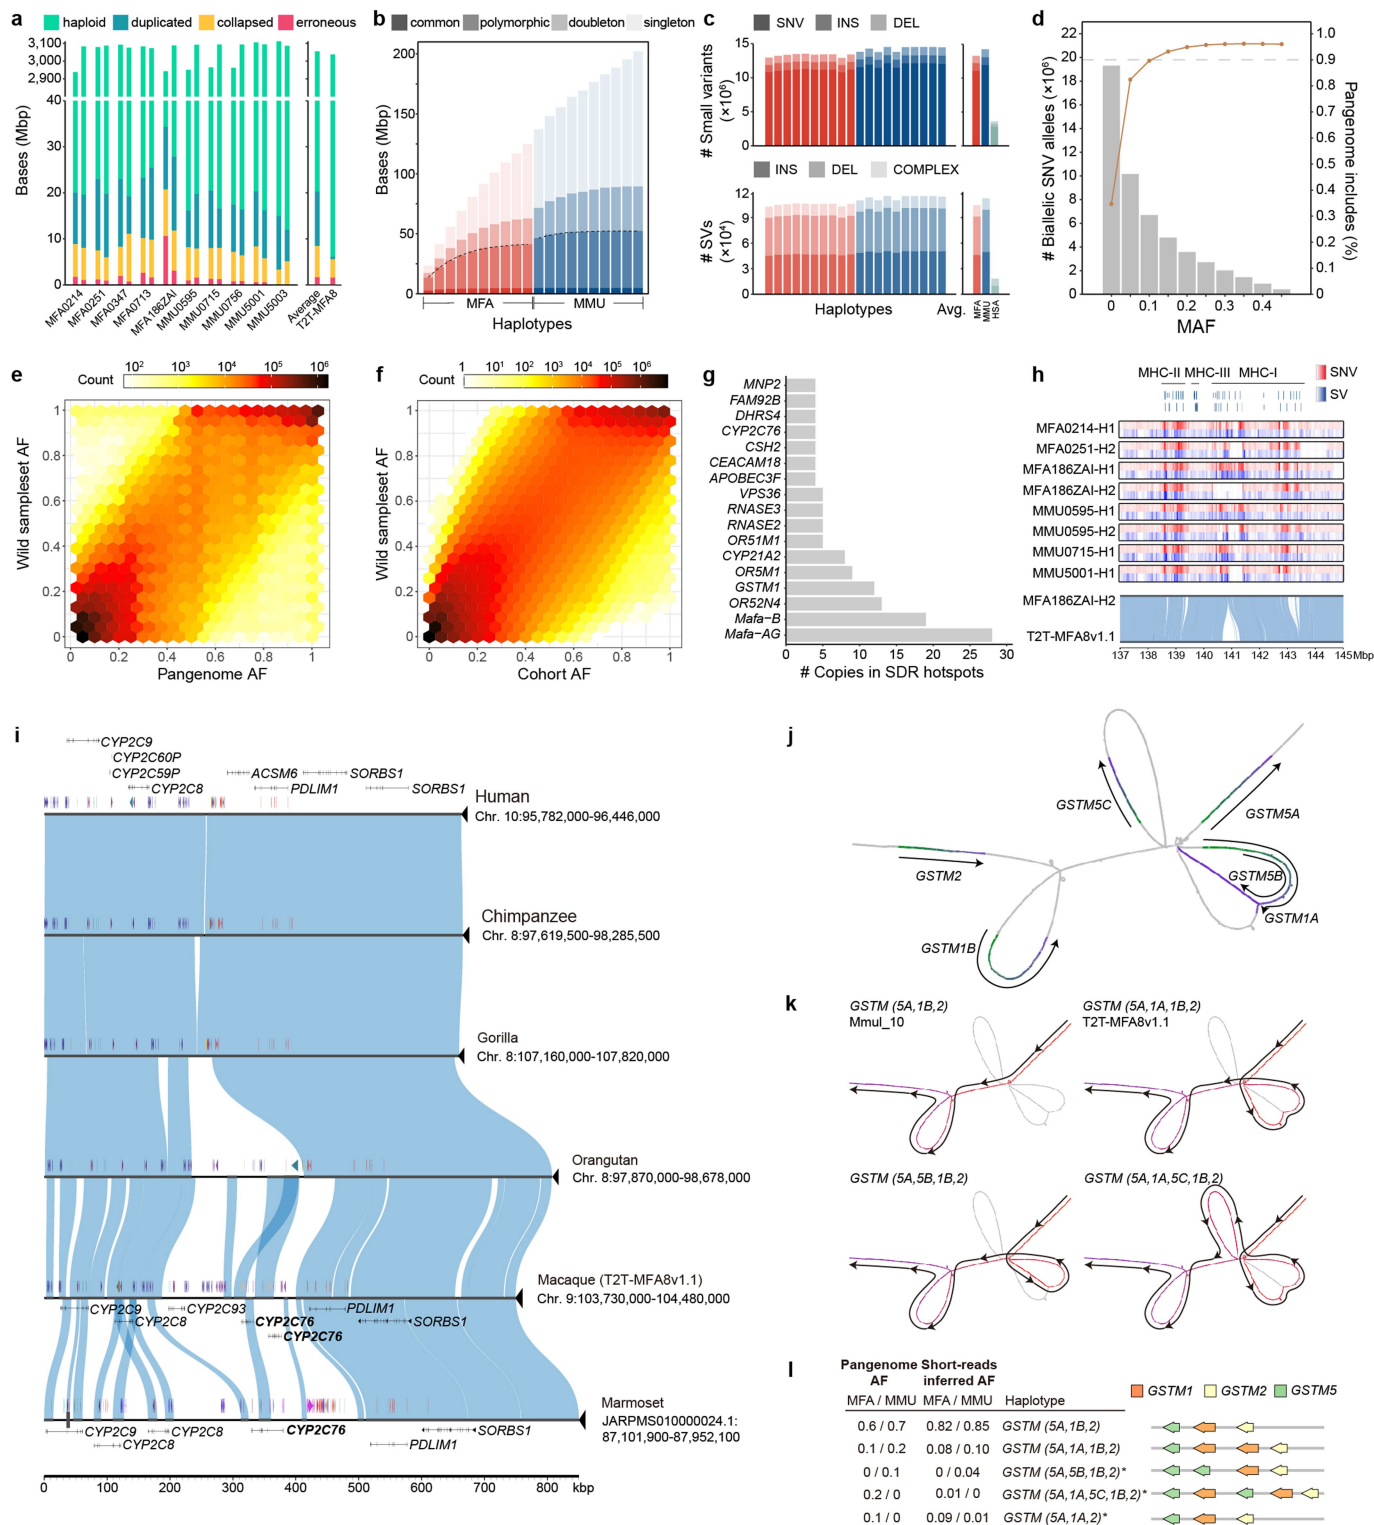 a
haploid duplicated collapsed erroneous
Bases (Mbp)
3,100
3,000
2,900
40
30
20
10
0
MFA0214
MFA0251
MFA0347
MFA0713
MFA186ZAI
MMU0595
MMU0715
MMU0756
MMU5001
MMU5003
Average
T2T-MFA8
b
common polymorphic doubleton singleton
Bases (Mbp)
200
150
100
50
0
MFA MMU
Haplotypes
c
SNV INS DEL
# Small variants
(×10⁶)
15
10
5
0
INS DEL COMPLEX
# SVs
(×10⁴)
12
9
6
3
0
Haplotypes Avg.
MFA
MMU
HSA
d
# Biallelic SNV alleles (×10⁶)
22
20
18
16
14
12
10
8
6
4
2
0
1.0
0.9
0.8
0.7
0.6
0.5
0.4
0.3
0.2
0.1
0
Pangenome includes (%)
0 0.1 0.2 0.3 0.4
MAF
e
Count 10² 10³ 10⁴ 10⁵ 10⁶
Wild sampleset AF
1
0.8
0.6
0.4
0.2
0
0 0.2 0.4 0.6 0.8 1
Pangenome AF
f
Count 1 10¹ 10² 10³ 10⁴ 10⁵ 10⁶
Wild sampleset AF
1
0.8
0.6
0.4
0.2
0
0 0.2 0.4 0.6 0.8 1
Cohort AF
g
MNP2
FAM92B
DHRS4
CYP2C76
CSH2
CEACAM18
APOBEC3F
VPS36
RNASE3
RNASE2
OR51M1
CYP21A2
OR5M1
GSTM1
OR52N4
Mafa−B
Mafa−AG
0 5 10 15 20 25 30
# Copies in SDR hotspots
h
MHC-II MHC-III MHC-I
SNV
SV
MFA0214-H1
MFA0251-H2
MFA186ZAI-H1
MFA186ZAI-H2
MMU0595-H1
MMU0595-H2
MMU0715-H1
MMU5001-H1
MFA186ZAI-H2
T2T-MFA8v1.1
137 138 139 140 141 142 143 144 145Mbp
i
CYP2C9
CYP2C60P
CYP2C59P
CYP2C8
ACSM6
PDLIM1
SORBS1
SORBS1
Human
Chr. 10:95,782,000-96,446,000
Chimpanzee
Chr. 8:97,619,500-98,285,500
Gorilla
Chr. 8:107,160,000-107,820,000
Orangutan
Chr. 8:97,870,000-98,678,000
Macaque (T2T-MFA8v1.1)
Chr. 9:103,730,000-104,480,000
CYP2C9
CYP2C8
CYP2C93
CYP2C76
CYP2C76
PDLIM1
SORBS1
Marmoset
JARPMS010000024.1:
87,101,900-87,952,100
CYP2C9
CYP2C8
CYP2C8
CYP2C76
PDLIM1
SORBS1
0 100 200 300 400 500 600 700 800 kbp
j
GSTM5C
GSTM5A
GSTM2
GSTM5B
GSTM1A
GSTM1B
k
GSTM (5A,1B,2)
Mmul_10
GSTM (5A,1A,1B,2)
T2T-MFA8v1.1
GSTM (5A,5B,1B,2)
GSTM (5A,1A,5C,1B,2)
l
Pangenome Short-reads
AF inferred AF
MFA / MMU MFA / MMU Haplotype
GSTM1 GSTM2 GSTM5
0.6 / 0.7 0.82 / 0.85 GSTM (5A,1B,2)
0.1 / 0.2 0.08 / 0.10 GSTM (5A,1A,1B,2)
0 / 0.1 0 / 0.04 GSTM (5A,5B,1B,2)*
0.2 / 0 0.01 / 0 GSTM (5A,1A,5C,1B,2)*
0.1 / 0 0.09 / 0.01 GSTM (5A,1A,2)*